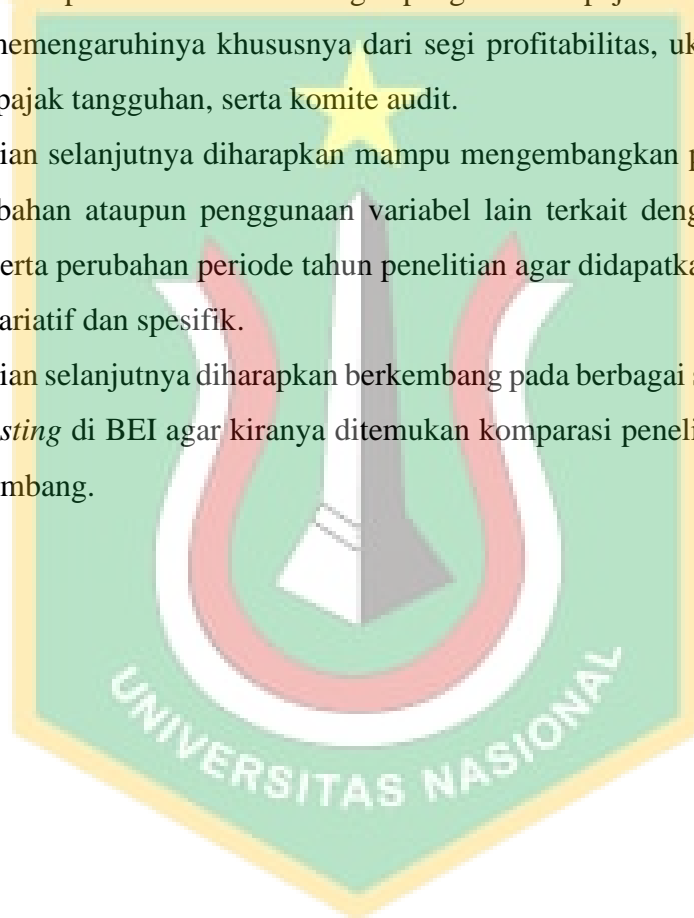 memengaruhinya khususnya dari segi profitabilitas, uk
pajak tangguhan, serta komite audit.
ian selanjutnya diharapkan mampu mengembangkan p
bahan ataupun penggunaan variabel lain terkait deng
erta perubahan periode tahun penelitian agar didapatka
ariatif dan spesifik.
ian selanjutnya diharapkan berkembang pada berbagai s
sting di BEI agar kiranya ditemukan komparasi peneli
mbang.
UNIVERSITAS NASIONAL